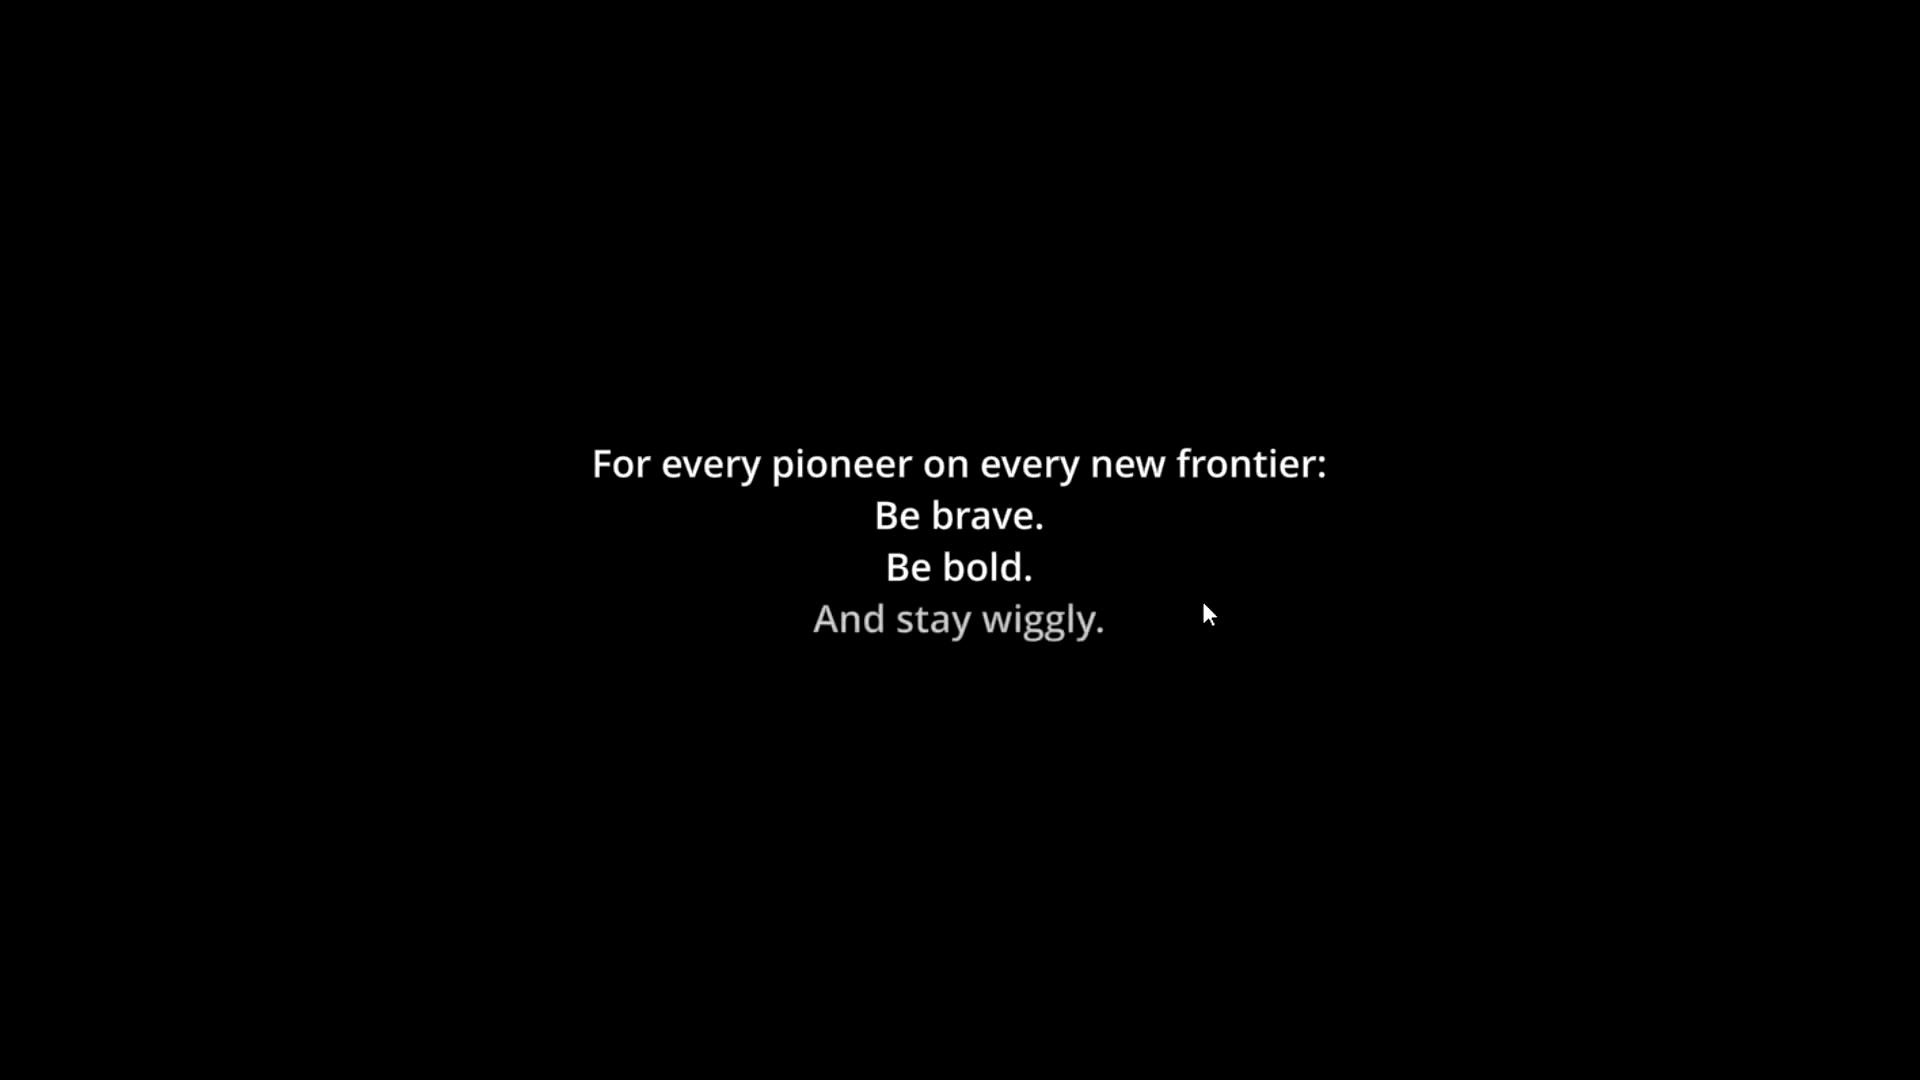 For every pioneer on every new frontier:
Be brave.
Be bold.
And stay wiggly.